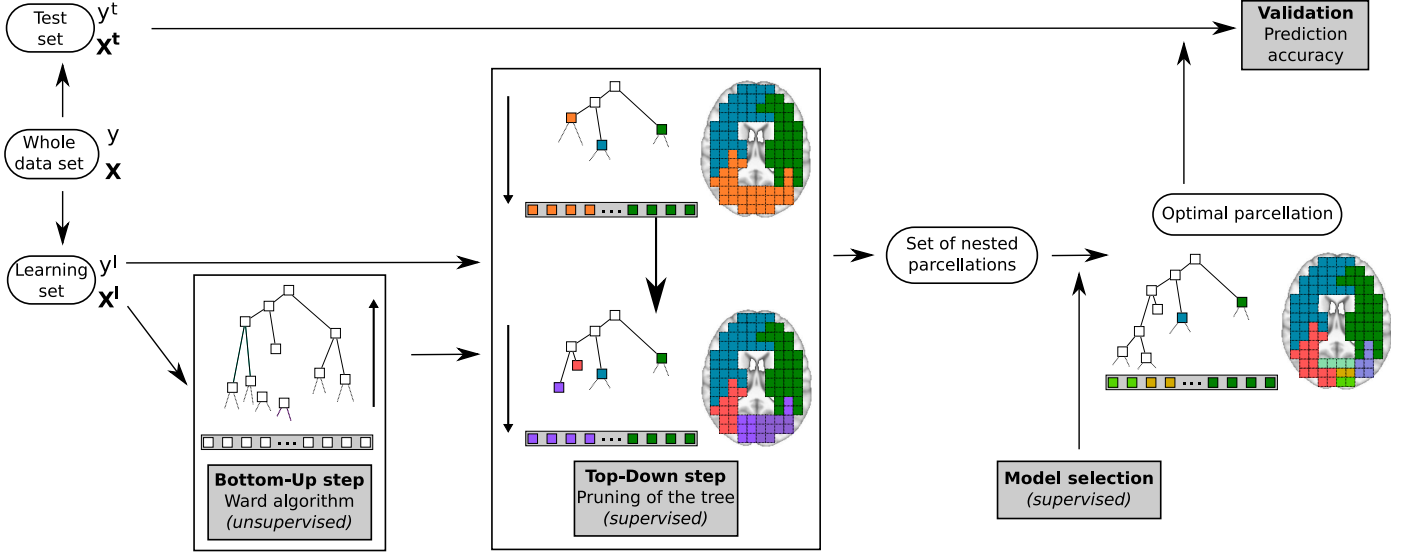 Test
set
y^t
X^t
Validation
Prediction
accuracy
Whole
data set
y
X
Learning
set
y^l
X^l
Optimal parcellation
Set of nested
parcellations
Bottom-Up step
Ward algorithm
(unsupervised)
Top-Down step
Pruning of the tree
(supervised)
Model selection
(supervised)